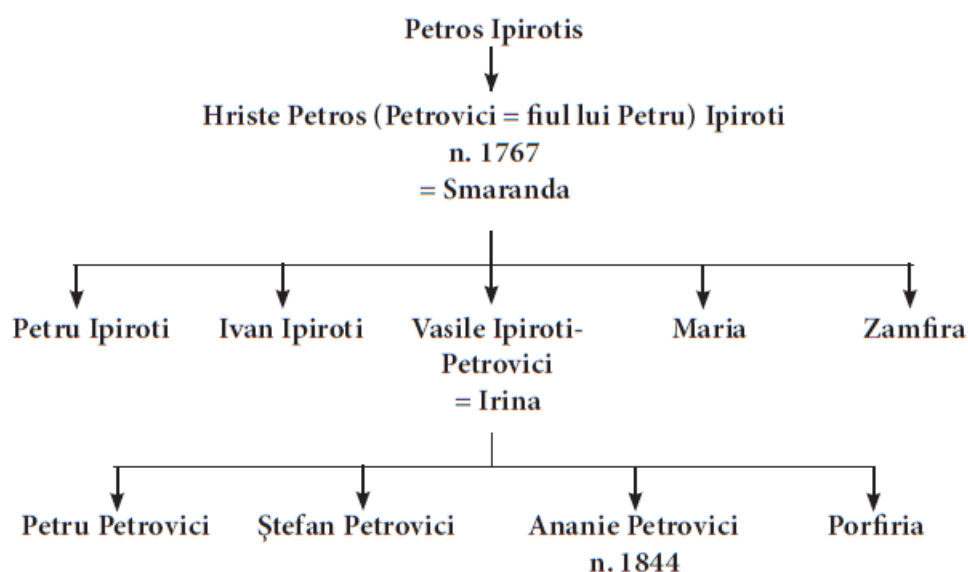 Petros Ipirotis
Hriste Petros (Petrovici = fiul lui Petru) Ipiroti
n. 1767
= Smaranda
Petru Ipiroti Ivan Ipiroti Vasile Ipiroti- Maria Zamfira
Petrovici
= Irina
Petru Petrovici Ştefan Petrovici Ananie Petrovici Porfiria
n. 1844